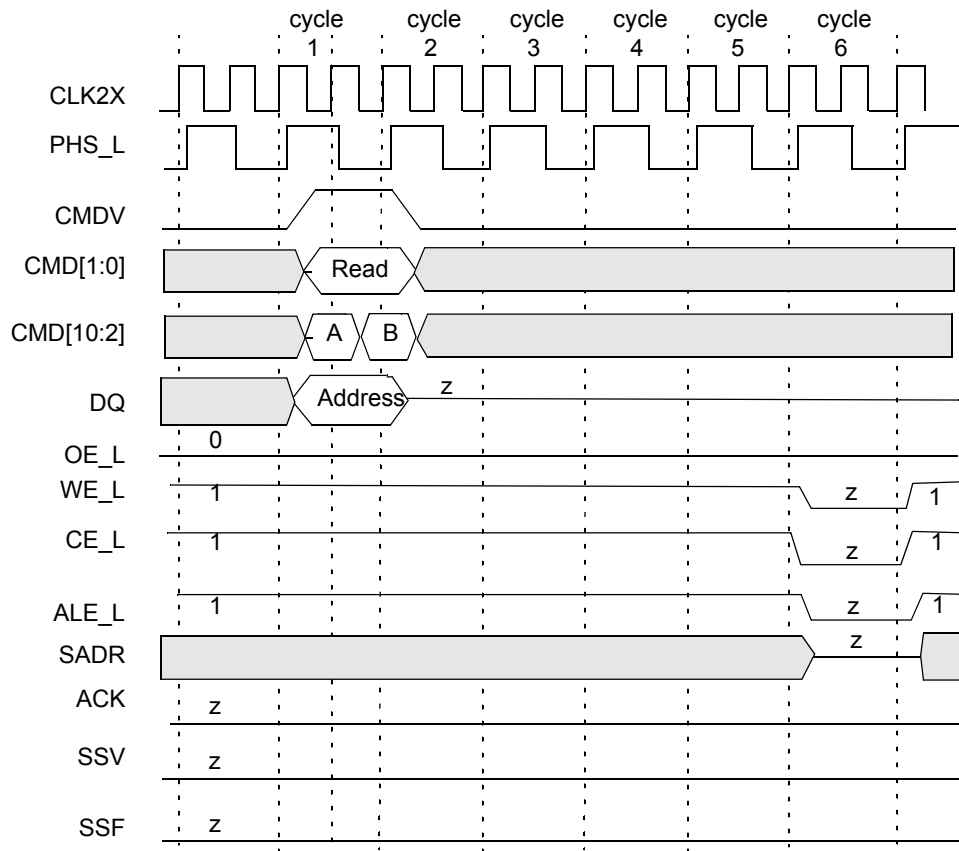 cycle cycle cycle cycle cycle cycle
1 2 3 4 5 6
CLK2X
PHS_L
CMDV
CMD[1:0] Read
CMD[10:2] A B
DQ Address z
OE_L 0
WE_L 1 z 1
CE_L 1 z 1
ALE_L 1 z 1
SADR z
ACK z
SSV z
SSF z